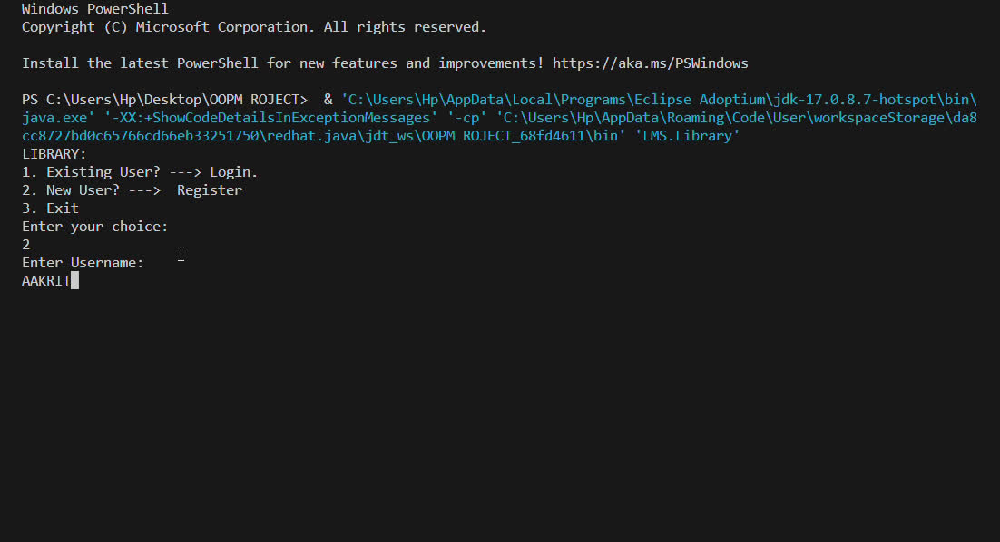 Windows PowerShell
Copyright (C) Microsoft Corporation. All rights reserved.
Install the latest PowerShell for new features and improvements! https://aka.ms/PSWindows
PS C:\Users\Hp\Desktop\OOPM ROJECT>  & 'C:\Users\Hp\AppData\Local\Programs\Eclipse Adoptium\jdk-17.0.8.7-hotspot\bin\
java.exe' '-XX:+ShowCodeDetailsInExceptionMessages' '-cp' 'C:\Users\Hp\AppData\Roaming\Code\User\workspaceStorage\da8
cc8727bd0c65766cd66eb33251750\redhat.java\jdt_ws\OOPM ROJECT_68fd4611\bin' 'LMS.Library'
LIBRARY:
1. Existing User? ---> Login.
2. New User? --->  Register
3. Exit
Enter your choice:
2
Enter Username:
AAKRIT